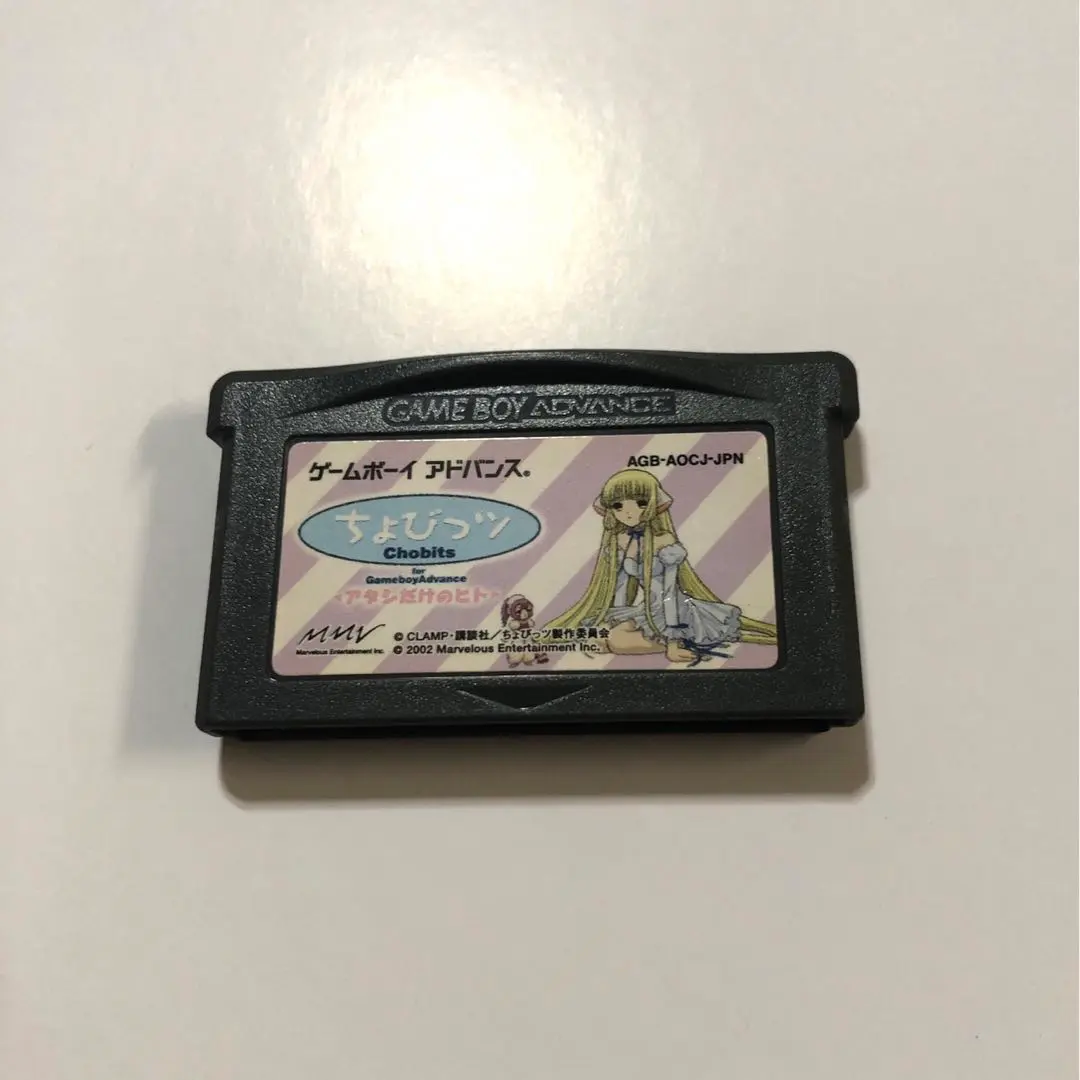 GAME BOY ADVANCE
ゲームボーイ アドバンス®
AGB-AOCJ-JPN
ちょびっツ
Chobits
for
GameboyAdvance
アタシだけのヒト
MMV
Marvelous Entertainment Inc.
© CLAMP・講談社/ちょびっツ製作委員会
© 2002 Marvelous Entertainment Inc.